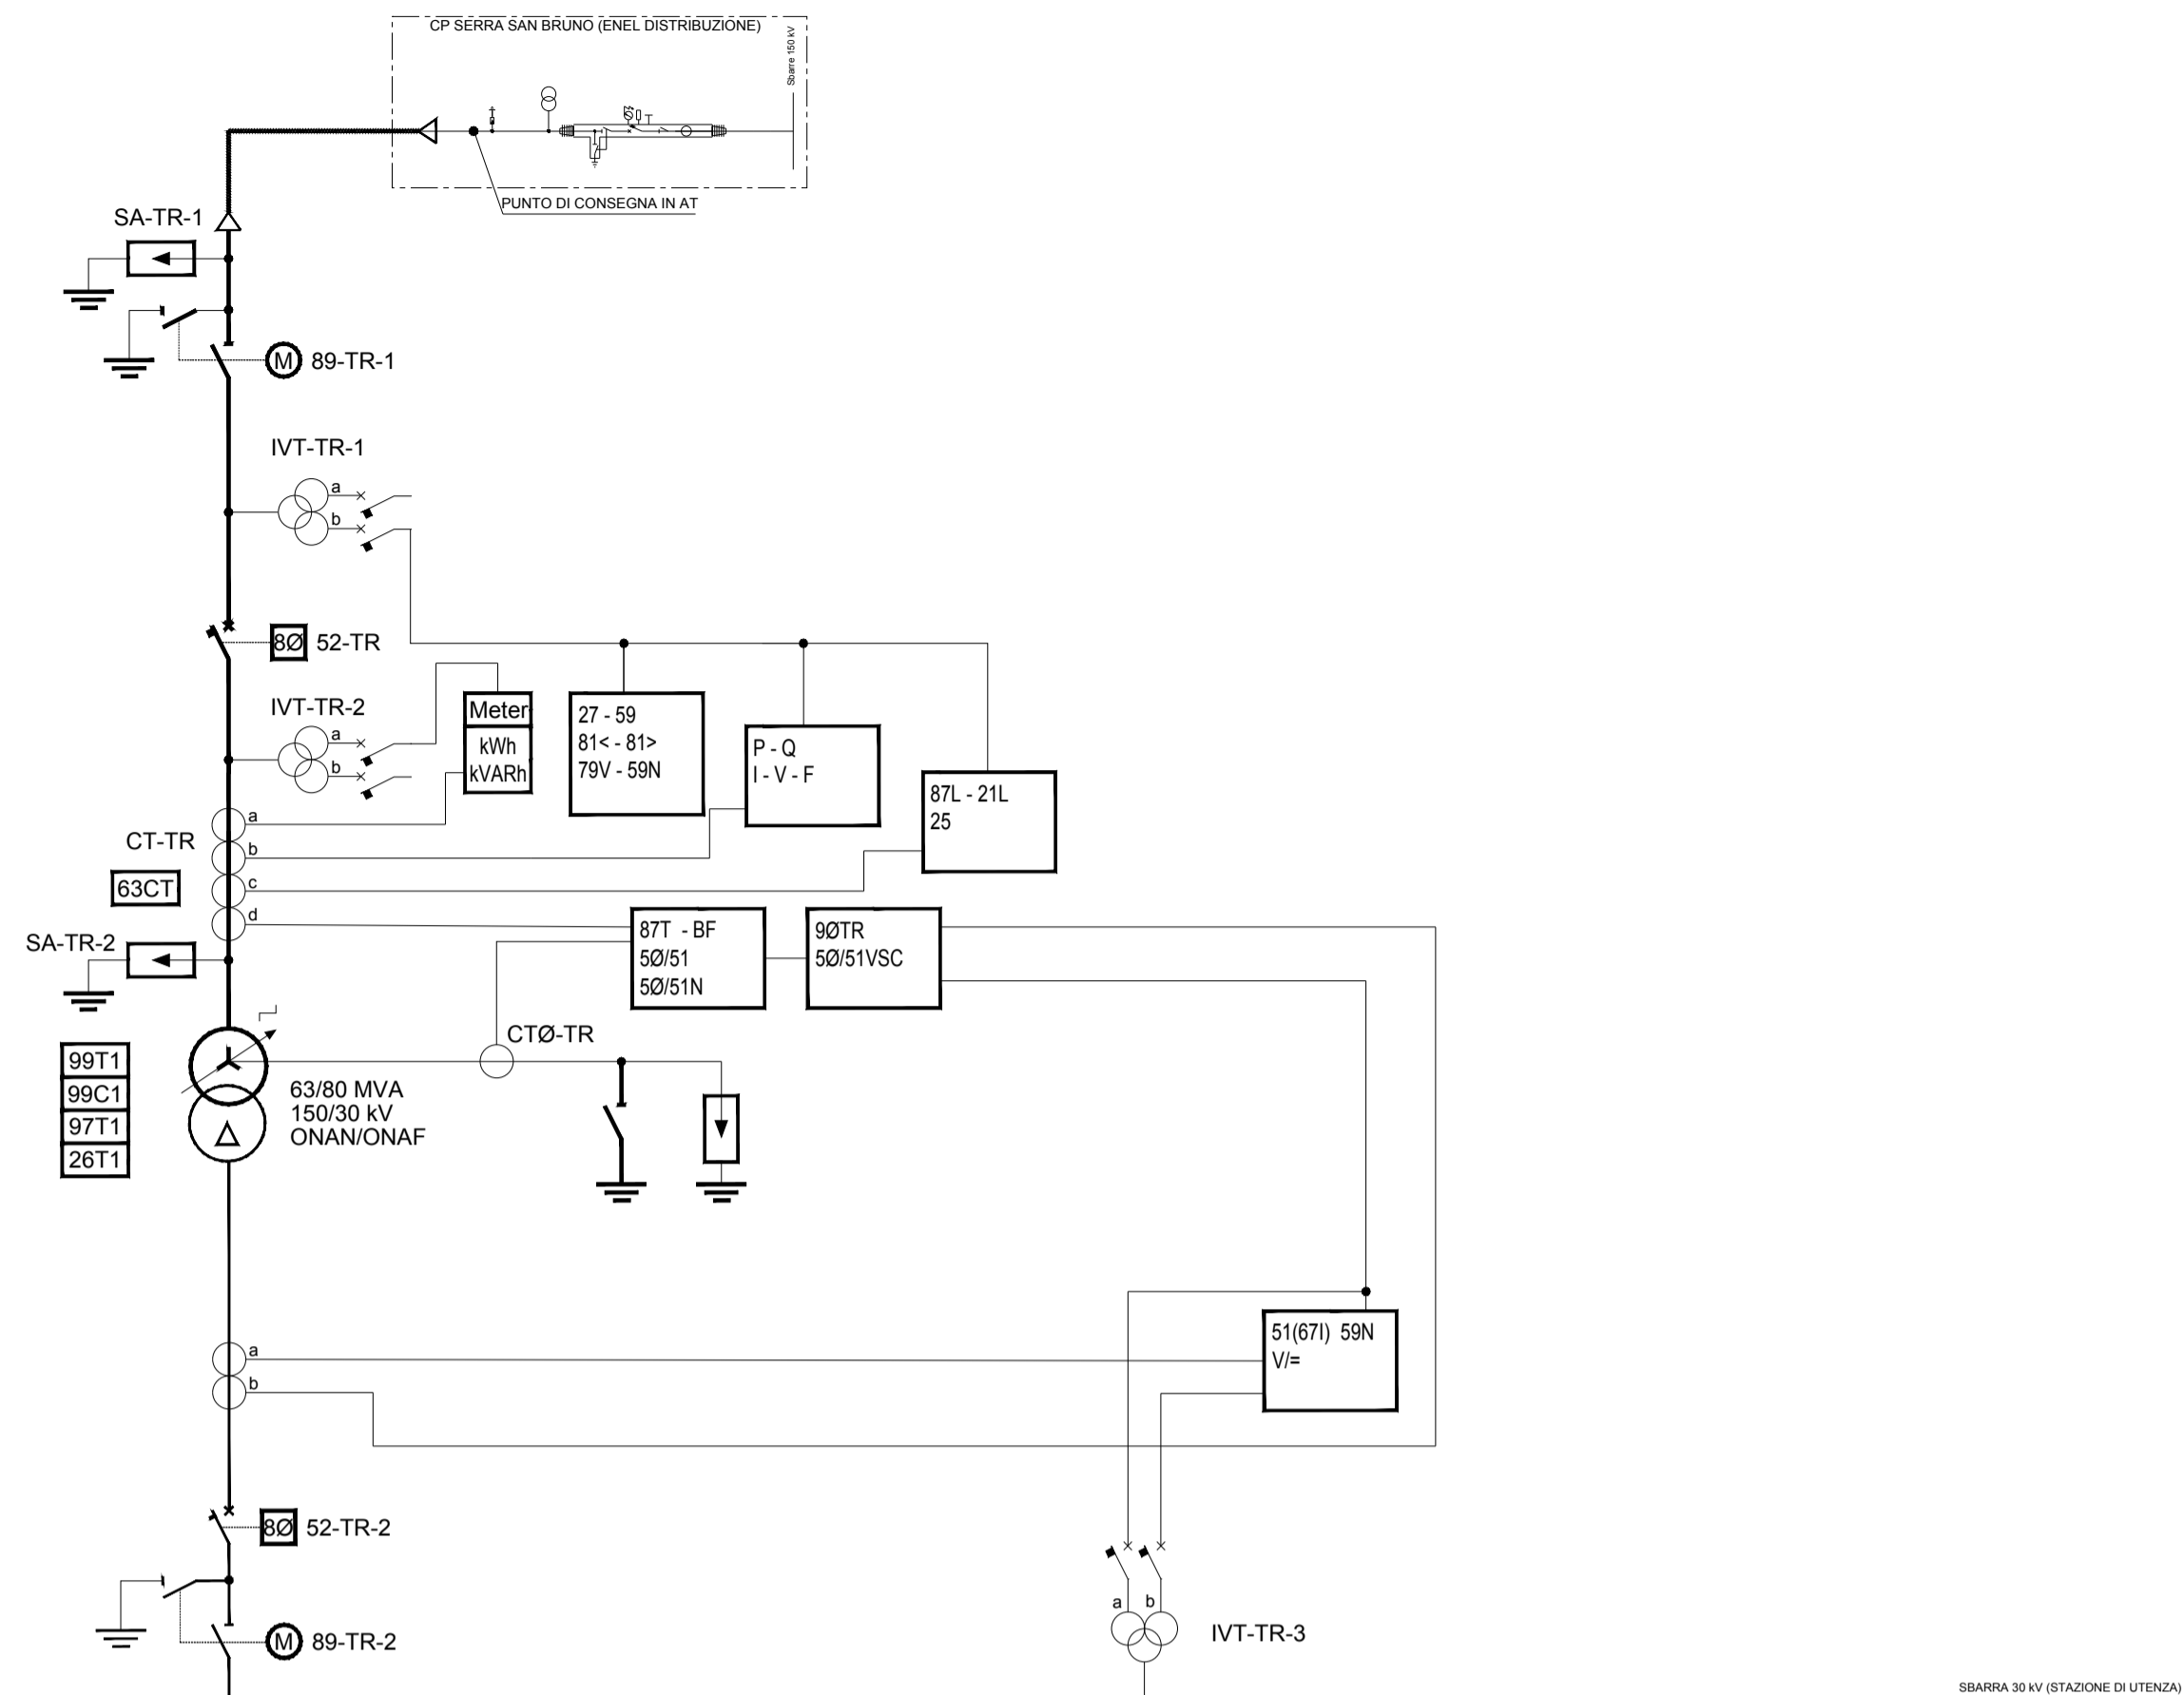 CP SERRA SAN BRUNO (ENEL DISTRIBUZIONE)
Sbarre 150 kV
PUNTO DI CONSEGNA IN AT
SA-TR-1
M 89-TR-1
IVT-TR-1
a
b
8Ø 52-TR
IVT-TR-2
a
b
Meter
kWh
kVARh
27 - 59
81< - 81>
79V - 59N
P - Q
I - V - F
87L - 21L
25
CT-TR
a
b
c
d
63CT
SA-TR-2
87T - BF
5Ø/51
5Ø/51N
9ØTR
5Ø/51VSC
CTØ-TR
99T1
99C1
97T1
26T1
63/80 MVA
150/30 kV
ONAN/ONAF
51(67I) 59N
V/=
a
b
8Ø 52-TR-2
M 89-TR-2
a b
IVT-TR-3
SBARRA 30 kV (STAZIONE DI UTENZA)